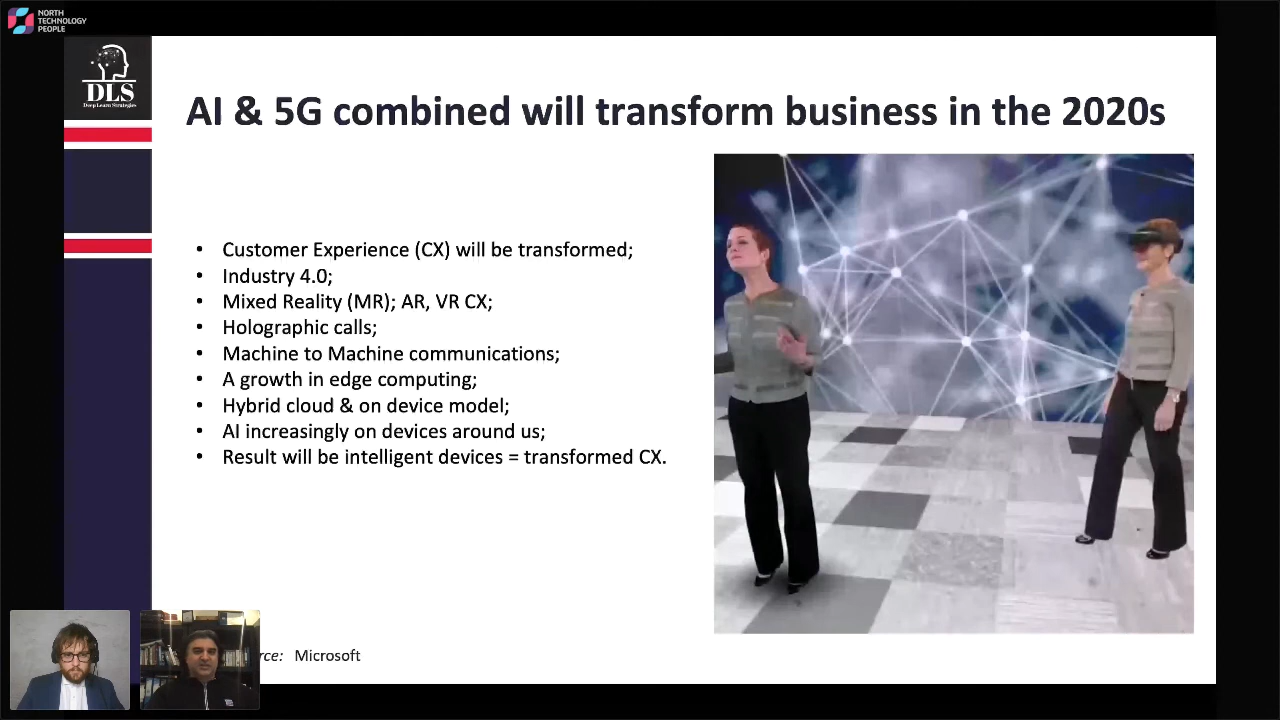 NORTH
TECHNOLOGY
PEOPLE
DLS
Deep Learn Strategies
AI & 5G combined will transform business in the 2020s
• Customer Experience (CX) will be transformed;
• Industry 4.0;
• Mixed Reality (MR); AR, VR CX;
• Holographic calls;
• Machine to Machine communications;
• A growth in edge computing;
• Hybrid cloud & on device model;
• AI increasingly on devices around us;
• Result will be intelligent devices = transformed CX.
rce: Microsoft